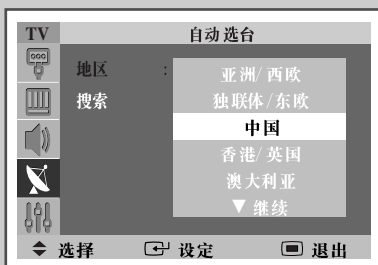 TV 自动选台
地区 :
搜索
亚洲/西欧
独联体/东欧
中国
香港/英国
澳大利亚
▼ 继续
选择 设定 退出